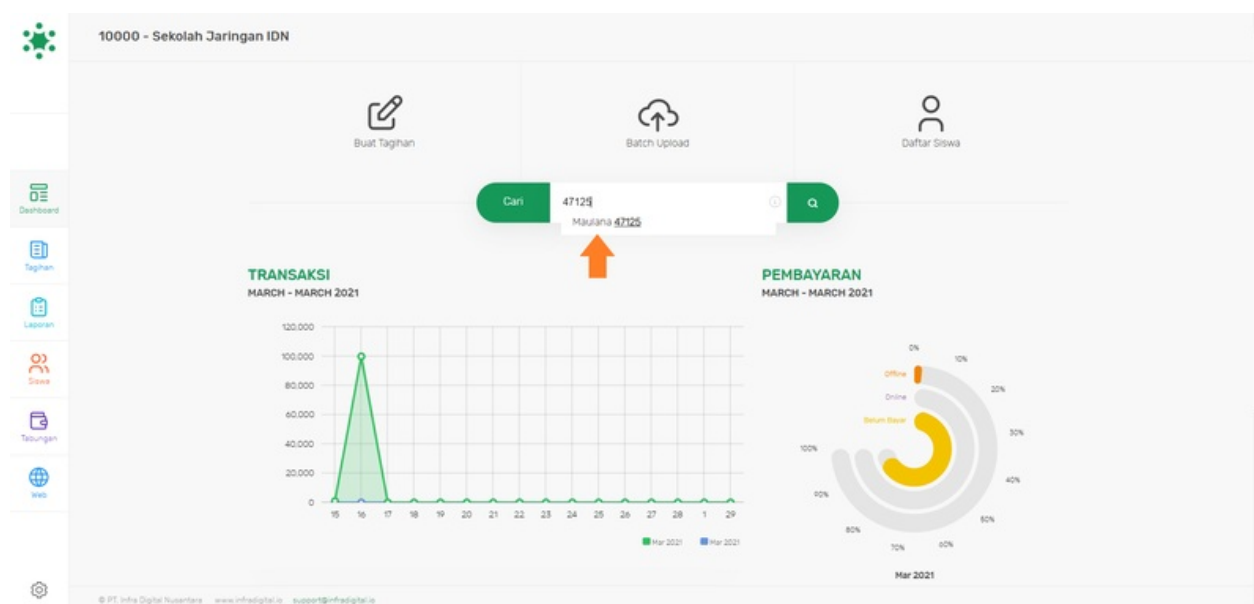 10000 - Sekolah Jaringan IDN
Buat Tagihan
Batch Upload
Daftar Siswa
Cari
47125
Maulana 47125
Dashboard
Tagihan
Laporan
Siswa
Tabungan
Web
TRANSAKSI
MARCH - MARCH 2021
120.000
100.000
80.000
60.000
40.000
20.000
0
15 16 17 18 19 20 21 22 23 24 25 26 27 28 1 29
Mar 2021 Mar 2021
PEMBAYARAN
MARCH - MARCH 2021
0%
10%
20%
30%
40%
50%
60%
70%
80%
90%
100%
Offline
Online
Belum Bayar
Mar 2021
© PT. Infra Digital Nusantara www.infradigital.io support@infradigital.io